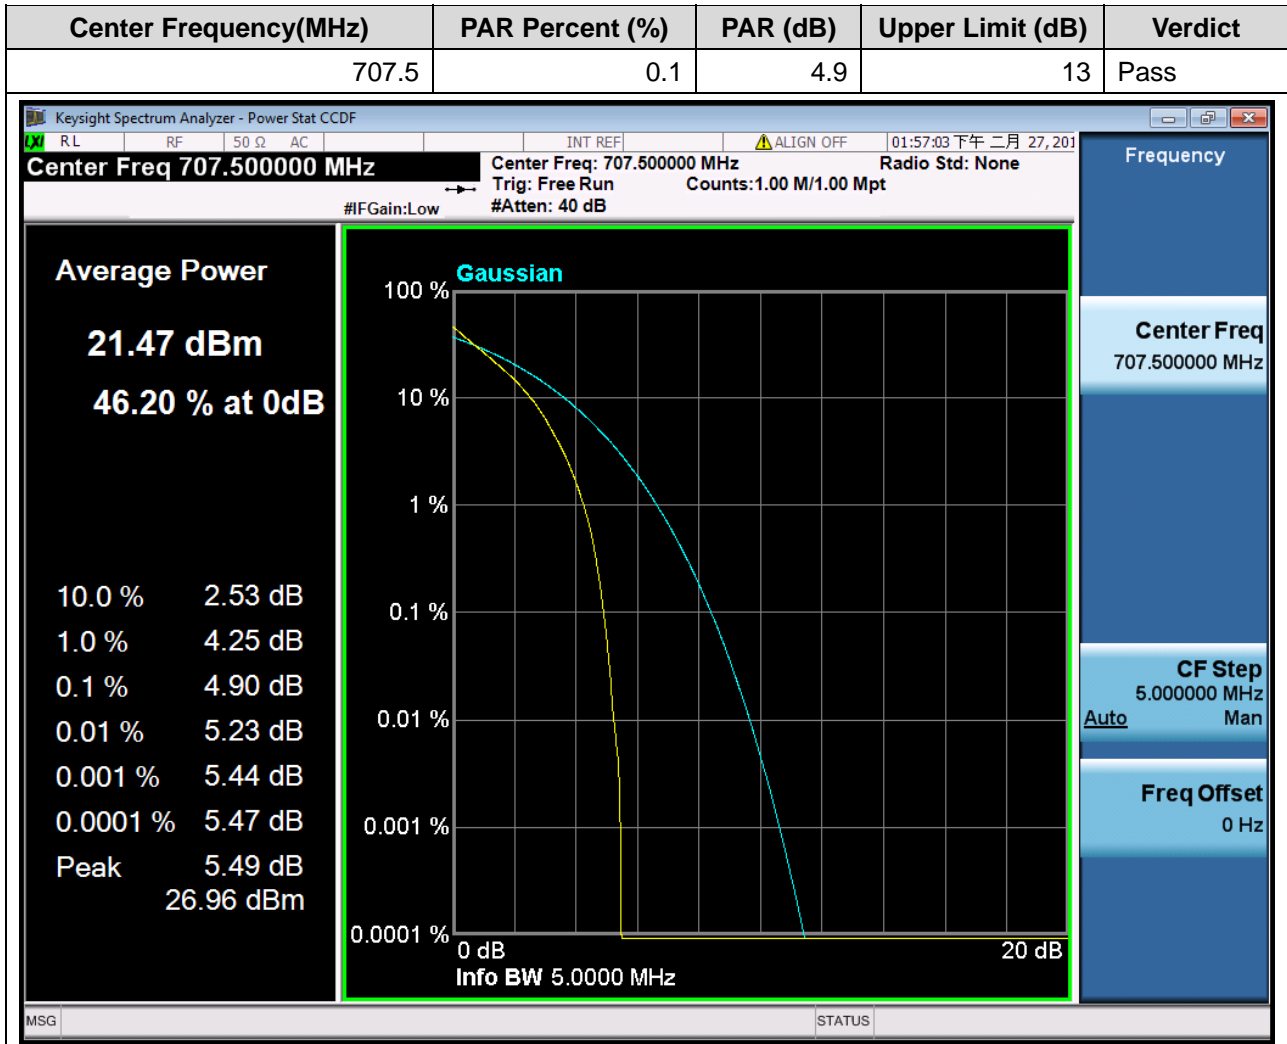 Center Frequency(MHz) PAR Percent (%) PAR (dB) Upper Limit (dB) Verdict
707.5 0.1 4.9 13 Pass
Keysight Spectrum Analyzer - Power Stat CCDF
LXI RL RF 50 Ω AC INT REF ALIGN OFF 01:57:03 下午 二月 27, 201
Center Freq 707.500000 MHz
Center Freq: 707.500000 MHz Radio Std: None
Trig: Free Run Counts:1.00 M/1.00 Mpt
#IFGain:Low #Atten: 40 dB
Average Power
21.47 dBm
46.20 % at 0dB
10.0 % 2.53 dB
1.0 % 4.25 dB
0.1 % 4.90 dB
0.01 % 5.23 dB
0.001 % 5.44 dB
0.0001 % 5.47 dB
Peak 5.49 dB
26.96 dBm
Gaussian
100 %
10 %
1 %
0.1 %
0.01 %
0.001 %
0.0001 %
0 dB 20 dB
Info BW 5.0000 MHz
Frequency
Center Freq
707.500000 MHz
CF Step
5.000000 MHz
Auto Man
Freq Offset
0 Hz
MSG STATUS